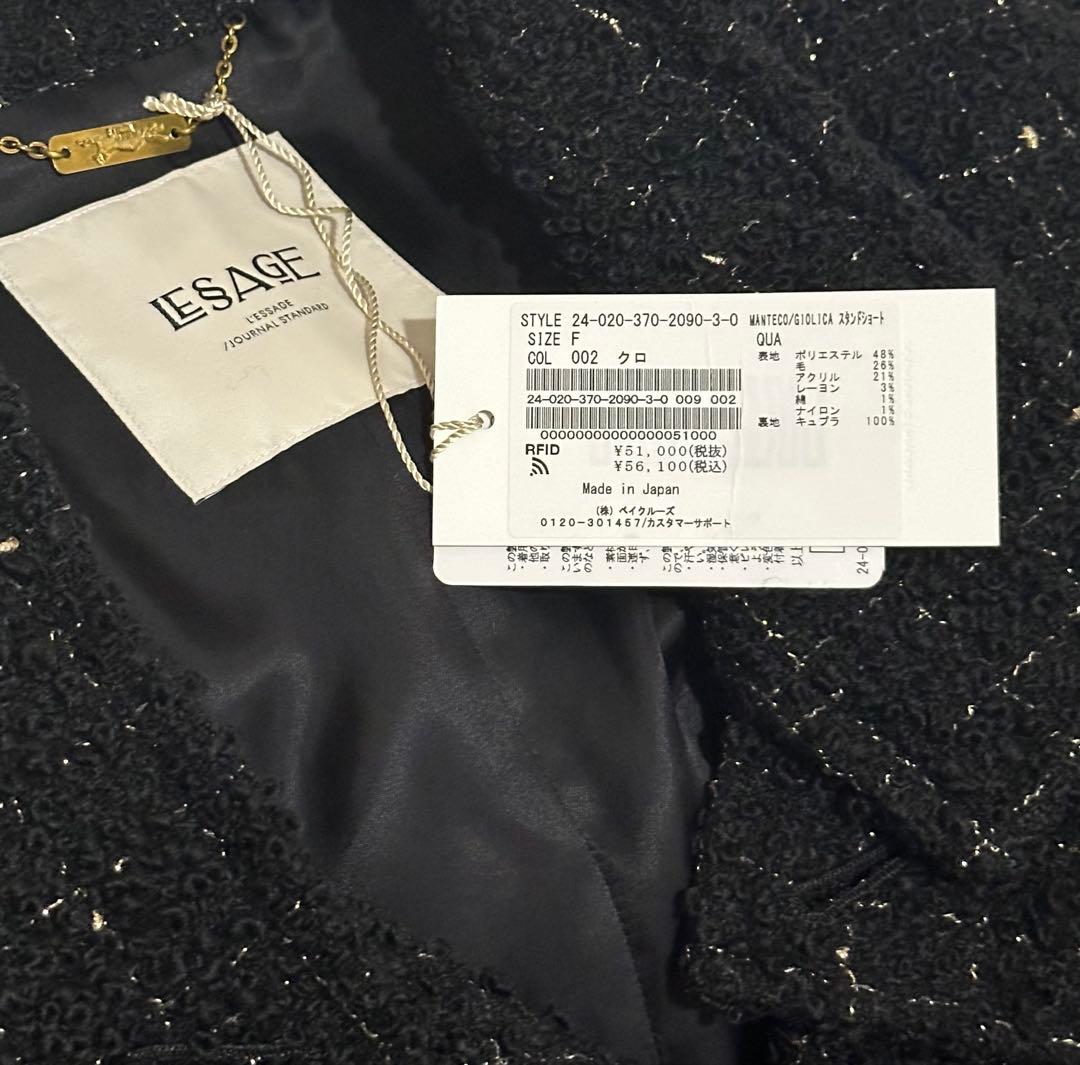 LESSAGE
L'ESSADE
/JOURNAL STANDARD
STYLE 24-020-370-2090-3-0 MANTECO/GIOLICA スタンドショート
SIZE F
QUA
COL 002 クロ
表地 ポリエステル 48%
毛 26%
アクリル 21%
レーヨン 3%
綿 1%
ナイロン 1%
裏地 キュプラ 100%
24-020-370-2090-3-0 009 002
00000000000000051000
RFID
¥51,000(税抜)
¥56,100(税込)
Made in Japan
(株) ベイクルーズ
0120-301457/カスタマーサポート
24-0